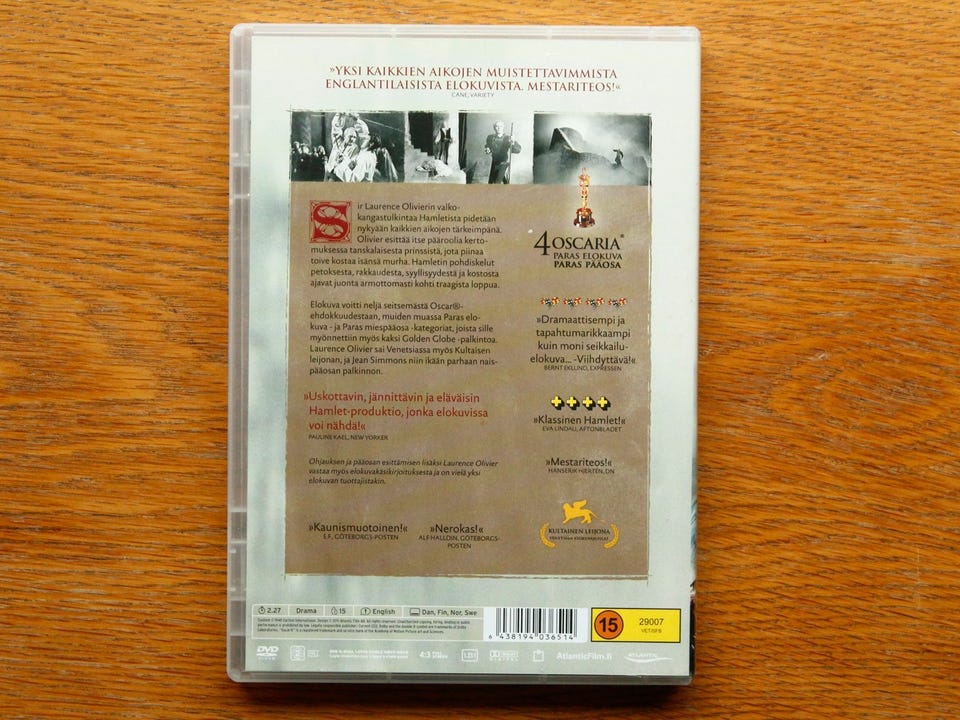 »YKSI KAIKKIEN AIKOJEN MUISTETTAVIMMISTA
ENGLANTILAISISTA ELOKUVISTA. MESTARITEOS!«
CANE, VARIETY
Sir Laurence Olivierin valko-
kangastulkintaa Hamletista pidetään
nykyään kaikkien aikojen tärkeimpänä.
Olivier esittää itse pääroolia kerto-
muksessa tanskalaisesta prinssistä, jota piinaa
toive kostaa isänsä murha. Hamletin pohdiskelut
petoksesta, rakkaudesta, syyllisyydestä ja kostosta
ajavat juonta armottomasti kohti traagista loppua.
Elokuva voitti neljä seitsemästä Oscar®-
ehdokkuudestaan, muiden muassa Paras elo-
kuva - ja Paras miespääosa -kategoriat, joista sille
myönnettiin myös kaksi Golden Globe -palkintoa.
Laurence Olivier sai Venetsiassa myös Kultaisen
leijonan, ja Jean Simmons niin ikään parhaan nais-
pääosan palkinnon.
»Uskottavin, jännittävin ja eläväisin
Hamlet-produktio, jonka elokuvissa
voi nähdä!«
PAULINE KAEL, NEW YORKER
Ohjauksen ja pääosan esittämisen lisäksi Laurence Olivier
vastaa myös elokuvakäsikirjoituksesta ja on vielä yksi
elokuvan tuottajistakin.
»Kaunismuotoinen!«
E.F., GÖTEBORGS-POSTEN
»Nerokas!«
ALF HALLDIN, GÖTEBORGS-
POSTEN
4 OSCARIA®
PARAS ELOKUVA
PARAS PÄÄOSA
»Dramaattisempi ja
tapahtumarikkaampi
kuin moni seikkailu-
elokuva... -Viihdyttävä!«
BERNT EKLUND, EXPRESSEN
»Klassinen Hamlet!«
EVA LINDAU, AFTONBLADET
»Mestariteos!«
HANSERIK HJERTÉN, DN
KULTAINEN LEIJONA
2.27 Drama 15 English Dan, Fin, Nor, Swe
6 438194 036514
15
29007
VET/SFB
DVD
4:3
AtlanticFilm.fi
ATLANTIC